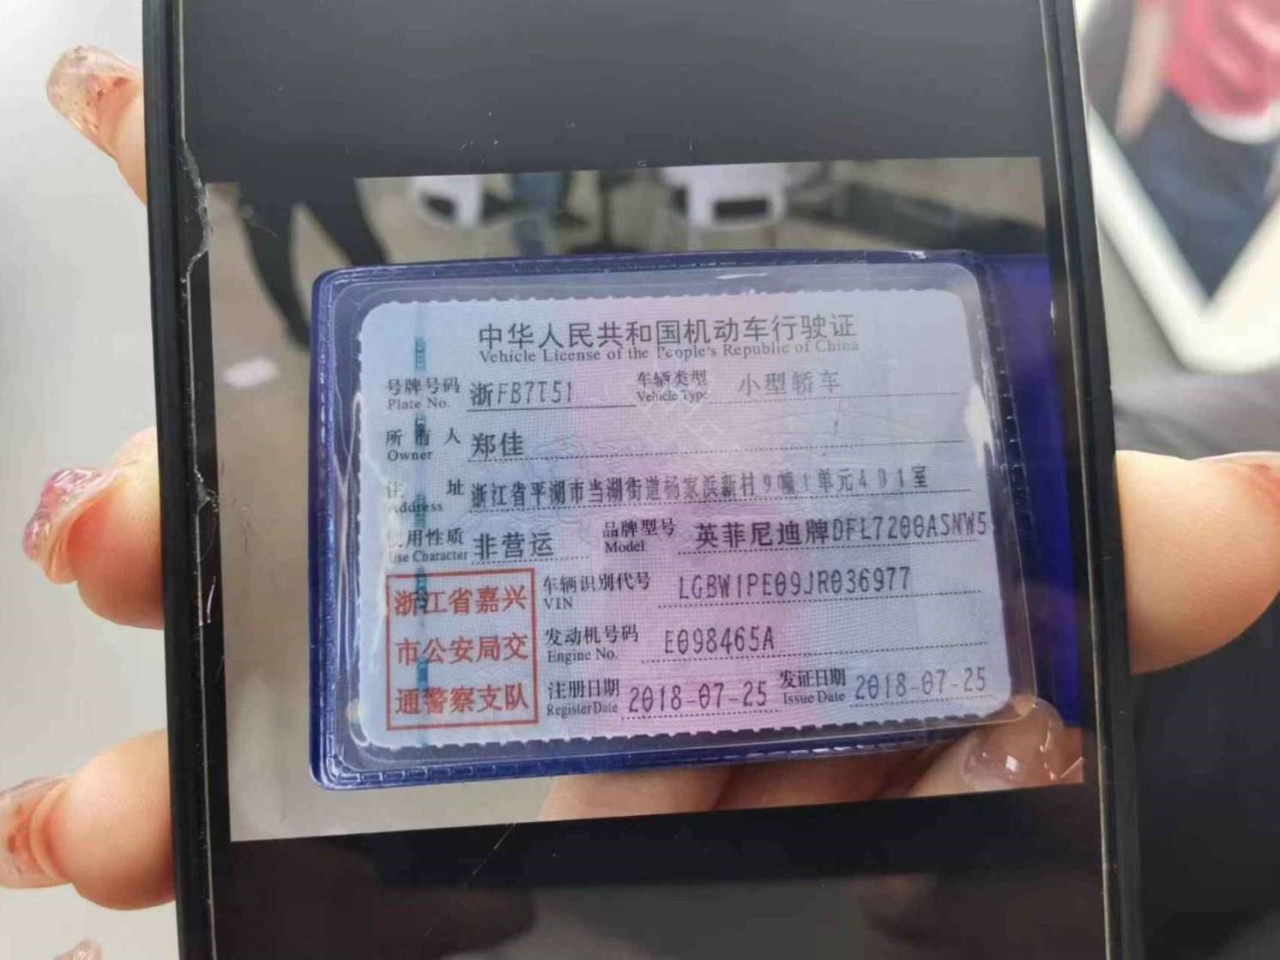 中华人民共和国机动车行驶证
Vehicle License of the People's Republic of China
号牌号码 浙FB7T51 车辆类型 小型轿车
Plate No. Vehicle Type
所有人 郑佳
Owner
住址 浙江省平湖市当湖街道杨家浜新村9幢1单元401室
Address
使用性质 非营运 品牌型号 英菲尼迪牌DFL7200ASNW5
Use Character Model
车辆识别代号 LGBW1PE09JR036977
VIN
发动机号码 E098465A
Engine No.
注册日期 2018-07-25 发证日期 2018-07-25
Register Date Issue Date
浙江省嘉兴
市公安局交
通警察支队